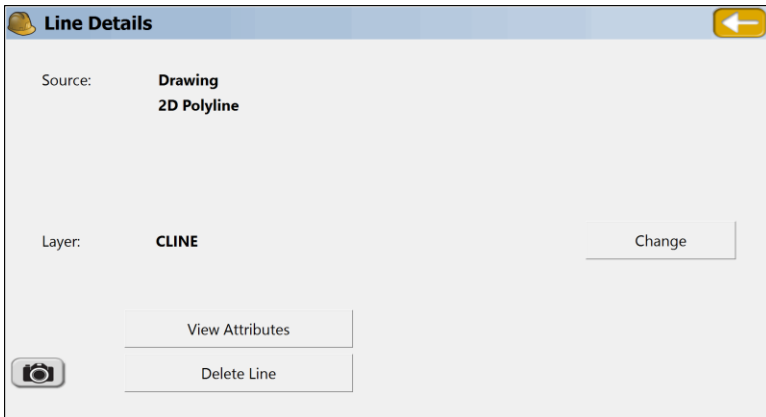 Line Details
Source: Drawing
2D Polyline
Layer: CLINE Change
View Attributes
Delete Line